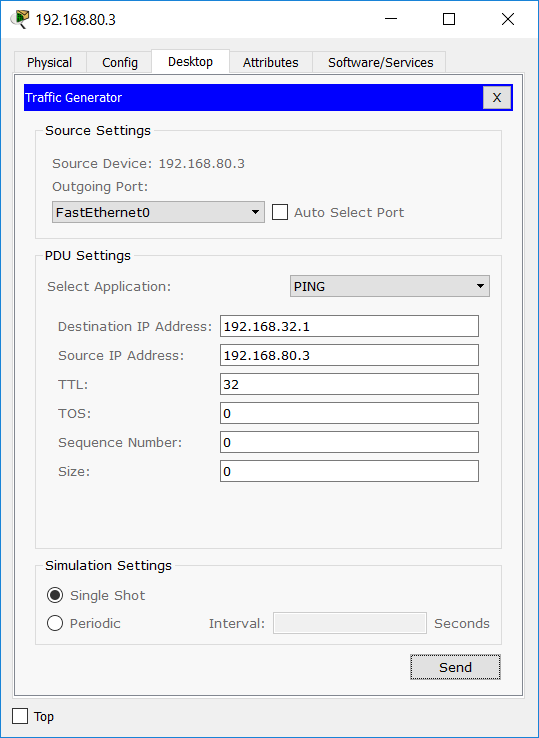 192.168.80.3
Physical Config Desktop Attributes Software/Services
Traffic Generator X
Source Settings
Source Device: 192.168.80.3
Outgoing Port:
FastEthernet0 Auto Select Port
PDU Settings
Select Application: PING
Destination IP Address: 192.168.32.1
Source IP Address: 192.168.80.3
TTL: 32
TOS: 0
Sequence Number: 0
Size: 0
Simulation Settings
Single Shot
Periodic Interval: Seconds
Send
Top